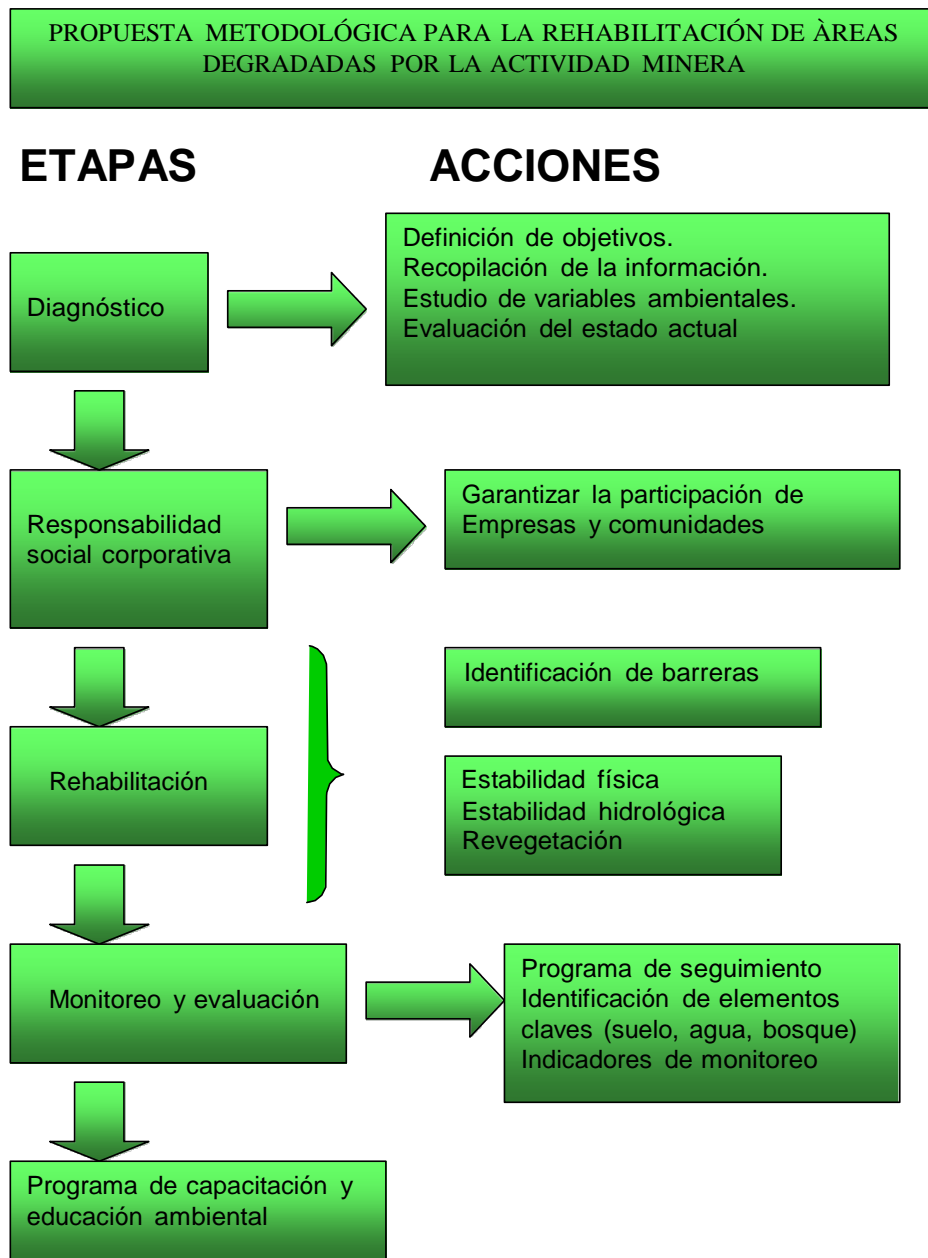 PROPUESTA METODOLÓGICA PARA LA REHABILITACIÓN DE ÀREAS
DEGRADADAS POR LA ACTIVIDAD MINERA
ETAPAS
ACCIONES
Diagnóstico
Definición de objetivos.
Recopilación de la información.
Estudio de variables ambientales.
Evaluación del estado actual
Responsabilidad
social corporativa
Garantizar la participación de
Empresas y comunidades
Rehabilitación
Identificación de barreras
Estabilidad física
Estabilidad hidrológica
Revegetación
Monitoreo y evaluación
Programa de seguimiento
Identificación de elementos
claves (suelo, agua, bosque)
Indicadores de monitoreo
Programa de capacitación y
educación ambiental